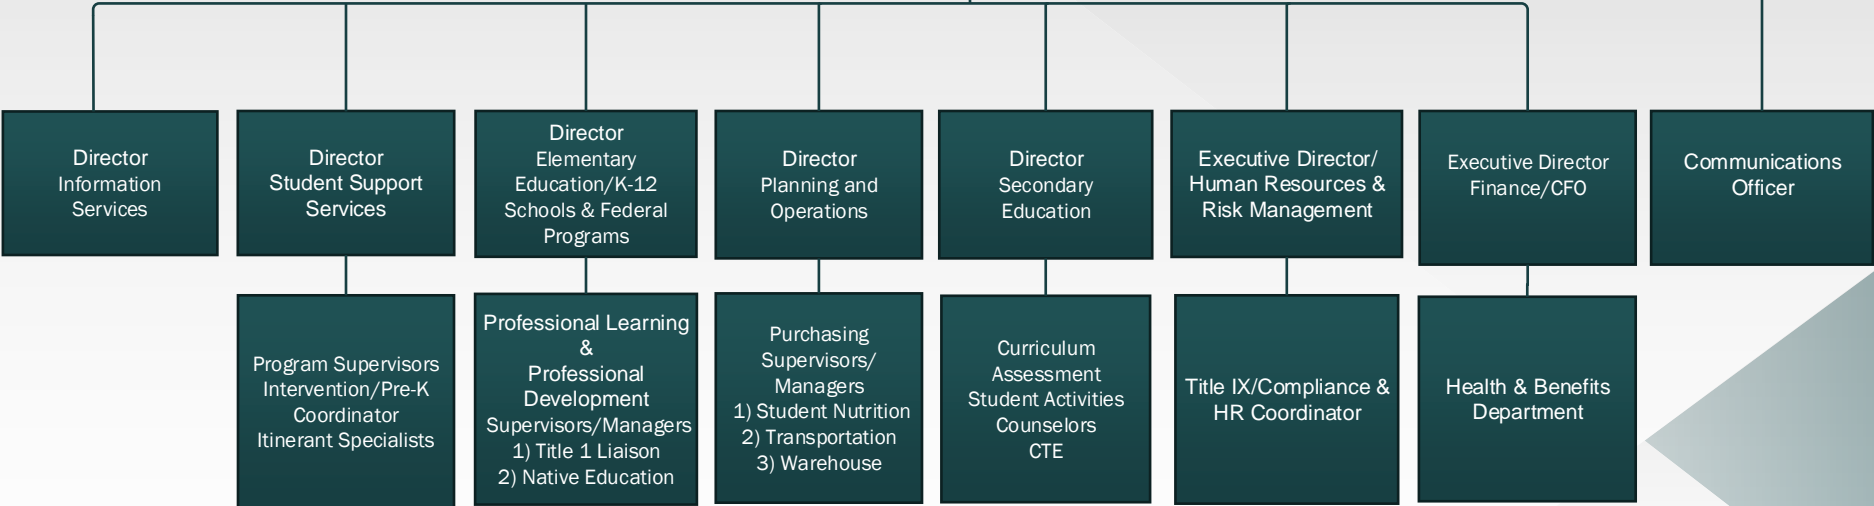 Director
Information
Services
Director
Student Support
Services
Director
Elementary
Education/K-12
Schools & Federal
Programs
Director
Planning and
Operations
Director
Secondary
Education
Executive Director/
Human Resources &
Risk Management
Executive Director
Finance/CFO
Communications
Officer
Program Supervisors
Intervention/Pre-K
Coordinator
Itinerant Specialists
Professional Learning
&
Professional
Development
Supervisors/Managers
1) Title 1 Liaison
2) Native Education
Purchasing
Supervisors/
Managers
1) Student Nutrition
2) Transportation
3) Warehouse
Curriculum
Assessment
Student Activities
Counselors
CTE
Title IX/Compliance &
HR Coordinator
Health & Benefits
Department